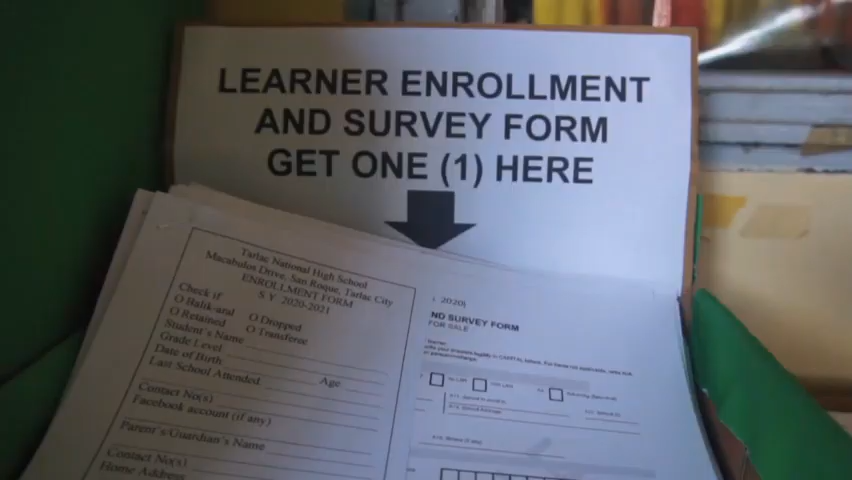 LEARNER ENROLLMENT
AND SURVEY FORM
GET ONE (1) HERE
Tarlac National High School
Macabulos Drive, San Roque, Tarlac City
ENROLLMENT FORM
S Y 2020-2021
Check if
O Balik-aral O Dropped
O Retained O Transferee
Student's Name
Grade Level
Date of Birth
Last School Attended Age
Contact No(s)
Facebook account (if any)
Parent's/Guardian's Name
Contact No(s)
Home Address
2020)
ND SURVEY FORM
FOR SALE